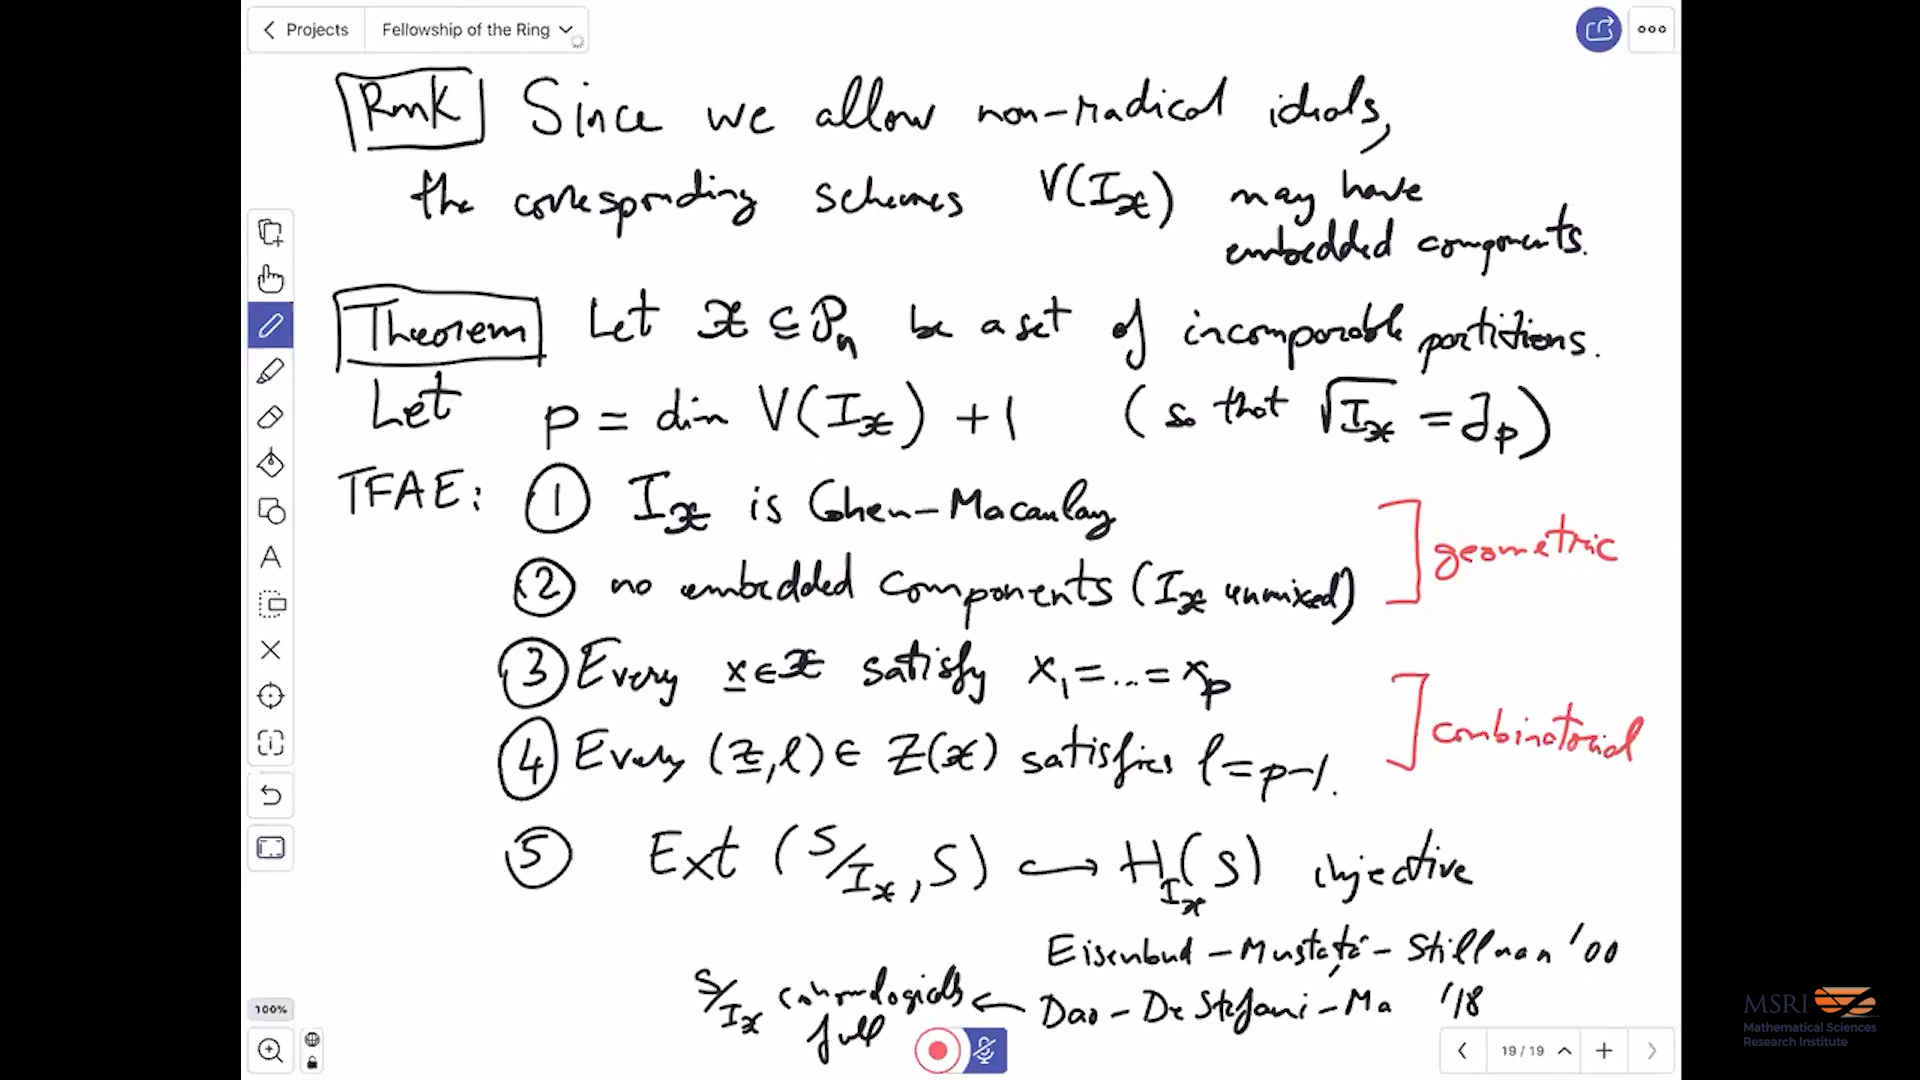 Projects
Fellowship of the Ring
Rmk Since we allow non-radical ideals,
the corresponding schemes V(I_𝔛) may have
embedded components.
Theorem Let 𝔛 ⊆ P_n be a set of incomparable partitions.
Let p = dim V(I_𝔛) + 1 (so that √I_𝔛 = J_p)
TFAE: ① I_𝔛 is Cohen-Macaulay
② no embedded components (I_𝔛 unmixed)
geometric
③ Every x ∈ 𝔛 satisfy x₁ = ... = x_p
④ Every (z, l) ∈ Z(𝔛) satisfies l = p-1.
combinatorial
⑤ Ext (S/I_𝔛, S) ↪ H_{I_𝔛}(S) injective
Eisenbud - Mustață - Stillman '00
S/I_𝔛 cohomologically full ← Dao - De Stefani - Ma '18
100%
19 / 19
MSRI
Mathematical Sciences
Research Institute